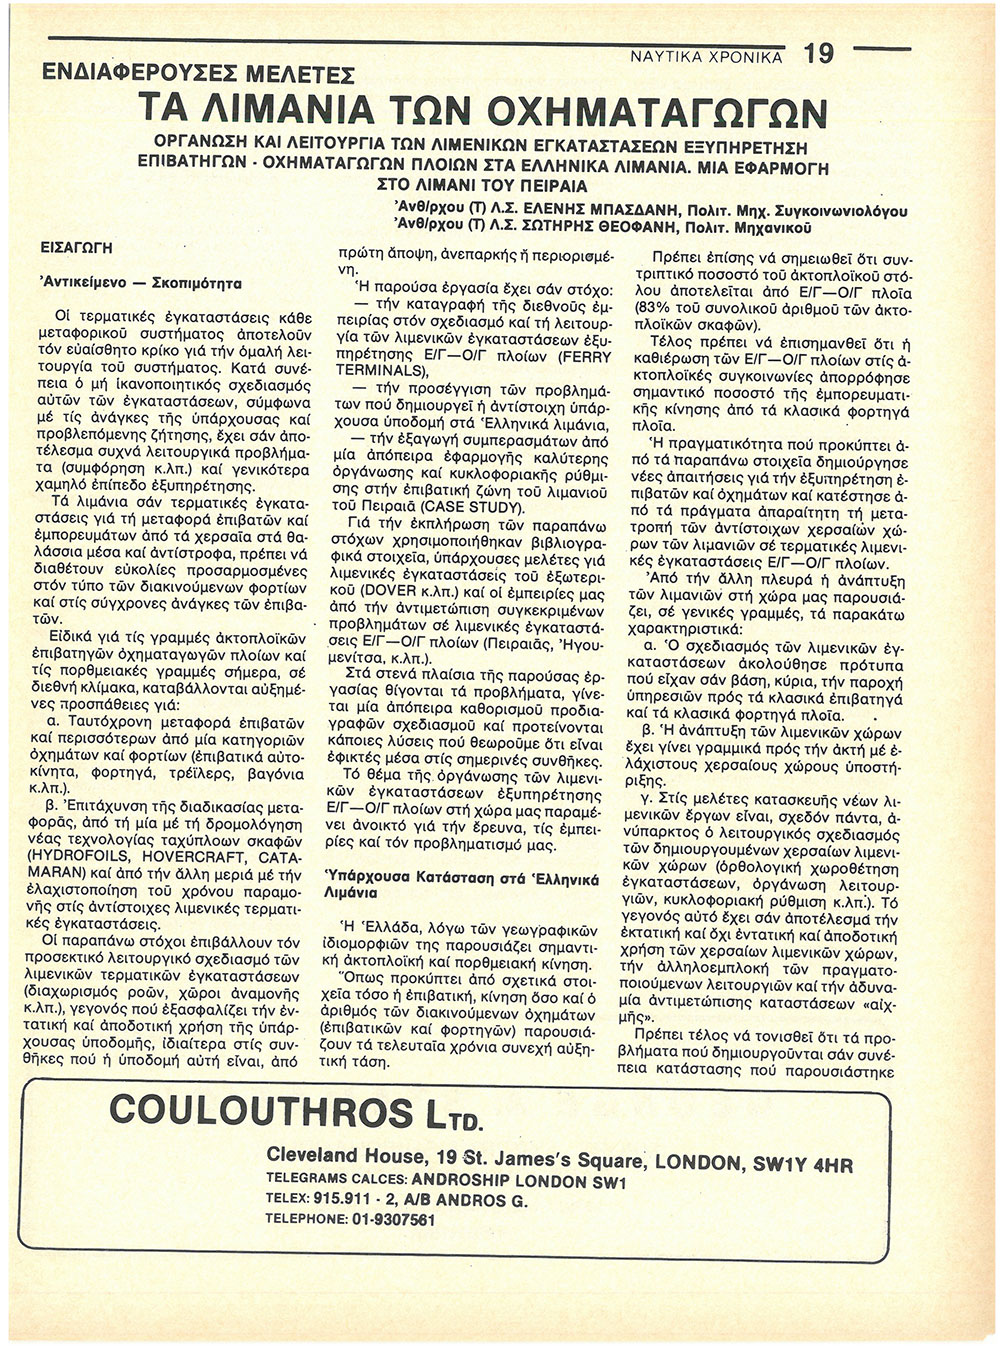 ΝΑΥΤΙΚΑ ΧΡΟΝΙΚΑ 19
ΕΝΔΙΑΦΕΡΟΥΣΕΣ ΜΕΛΕΤΕΣ
ΤΑ ΛΙΜΑΝΙΑ ΤΩΝ ΟΧΗΜΑΤΑΓΩΓΩΝ
ΟΡΓΑΝΩΣΗ ΚΑΙ ΛΕΙΤΟΥΡΓΙΑ ΤΩΝ ΛΙΜΕΝΙΚΩΝ ΕΓΚΑΤΑΣΤΑΣΕΩΝ ΕΞΥΠΗΡΕΤΗΣΗ
ΕΠΙΒΑΤΗΓΩΝ - ΟΧΗΜΑΤΑΓΩΓΩΝ ΠΛΟΙΩΝ ΣΤΑ ΕΛΛΗΝΙΚΑ ΛΙΜΑΝΙΑ. ΜΙΑ ΕΦΑΡΜΟΓΗ
ΣΤΟ ΛΙΜΑΝΙ ΤΟΥ ΠΕΙΡΑΙΑ
Ἀνθ/ρχου (Τ) Λ.Σ. ΕΛΕΝΗΣ ΜΠΑΣΔΑΝΗ, Πολιτ. Μηχ. Συγκοινωνιολόγου
Ἀνθ/ρχου (Τ) Λ.Σ. ΣΩΤΗΡΗΣ ΘΕΟΦΑΝΗ, Πολιτ. Μηχανικοῦ
ΕΙΣΑΓΩΓΗ
Ἀντικείμενο — Σκοπιμότητα
Οἱ τερματικές ἐγκαταστάσεις κάθε
μεταφορικοῦ συστήματος ἀποτελοῦν
τόν εὐαίσθητο κρίκο γιά τήν ὁμαλή λει-
τουργία τοῦ συστήματος. Κατά συνέ-
πεια ὁ μή ἱκανοποιητικός σχεδιασμός
αὐτῶν τῶν ἐγκαταστάσεων, σύμφωνα
μέ τίς ἀνάγκες τῆς ὑπάρχουσας καί
προβλεπόμενης ζήτησης, ἔχει σάν ἀπο-
τέλεσμα συχνά λειτουργικά προβλήμα-
τα (συμφόρηση κ.λπ.) καί γενικότερα
χαμηλό ἐπίπεδο ἐξυπηρέτησης.
Τά λιμάνια σάν τερματικές ἐγκατα-
στάσεις γιά τή μεταφορά ἐπιβατῶν καί
ἐμπορευμάτων ἀπό τά χερσαῖα στά θα-
λάσσια μέσα καί ἀντίστροφα, πρέπει νά
διαθέτουν εὐκολίες προσαρμοσμένες
στόν τύπο τῶν διακινούμενων φορτίων
καί στίς σύγχρονες ἀνάγκες τῶν ἐπιβα-
τῶν.
Εἰδικά γιά τίς γραμμές ἀκτοπλοϊκῶν
ἐπιβατηγῶν ὀχηματαγωγῶν πλοίων καί
τίς πορθμειακές γραμμές σήμερα, σέ
διεθνή κλίμακα, καταβάλλονται αὐξημέ-
νες προσπάθειες γιά:
α. Ταυτόχρονη μεταφορά ἐπιβατῶν
καί περισσότερων ἀπό μία κατηγοριῶν
ὀχημάτων καί φορτίων (ἐπιβατικά αὐτο-
κίνητα, φορτηγά, τρέϊλερς, βαγόνια
κ.λπ.).
β. Ἐπιτάχυνση τῆς διαδικασίας μετα-
φορᾶς, ἀπό τή μία μέ τή δρομολόγηση
νέας τεχνολογίας ταχύπλοων σκαφῶν
(HYDROFOILS, HOVERCRAFT, CATA-
MARAN) καί ἀπό τήν ἄλλη μεριά μέ τήν
ἐλαχιστοποίηση τοῦ χρόνου παραμο-
νῆς στίς ἀντίστοιχες λιμενικές τερματι-
κές ἐγκαταστάσεις.
Οἱ παραπάνω στόχοι ἐπιβάλλουν τόν
προσεκτικό λειτουργικό σχεδιασμό τῶν
λιμενικῶν τερματικῶν ἐγκαταστάσεων
(διαχωρισμός ροῶν, χῶροι ἀναμονῆς
κ.λπ.), γεγονός πού ἐξασφαλίζει τήν ἐν-
τατική καί ἀποδοτική χρήση τῆς ὑπάρ-
χουσας ὑποδομῆς, ἰδιαίτερα στίς συν-
θῆκες πού ἡ ὑποδομή αὐτή εἶναι, ἀπό
πρώτη ἄποψη, ἀνεπαρκής ἤ περιορισμέ-
νη.
Ἡ παρούσα ἐργασία ἔχει σάν στόχο:
— τήν καταγραφή τῆς διεθνοῦς ἐμ-
πειρίας στόν σχεδιασμό καί τή λειτουρ-
γία τῶν λιμενικῶν ἐγκαταστάσεων ἐξυ-
πηρέτησης Ε/Γ—Ο/Γ πλοίων (FERRY
TERMINALS),
— τήν προσέγγιση τῶν προβλημά-
των πού δημιουργεῖ ἡ ἀντίστοιχη ὑπάρ-
χουσα ὑποδομή στά Ἑλληνικά λιμάνια,
— τήν ἐξαγωγή συμπερασμάτων ἀπό
μία ἀπόπειρα ἐφαρμογῆς καλύτερης
ὀργάνωσης καί κυκλοφοριακῆς ρύθμι-
σης στήν ἐπιβατική ζώνη τοῦ λιμανιοῦ
τοῦ Πειραιᾶ (CASE STUDY).
Γιά τήν ἐκπλήρωση τῶν παραπάνω
στόχων χρησιμοποιήθηκαν βιβλιογρα-
φικά στοιχεῖα, ὑπάρχουσες μελέτες γιά
λιμενικές ἐγκαταστάσεις τοῦ ἐξωτερι-
κοῦ (DOVER κ.λπ.) καί οἱ ἐμπειρίες μας
ἀπό τήν ἀντιμετώπιση συγκεκριμένων
προβλημάτων σέ λιμενικές ἐγκαταστά-
σεις Ε/Γ—Ο/Γ πλοίων (Πειραιᾶς, Ἡγου-
μενίτσα, κ.λπ.).
Στά στενά πλαίσια τῆς παρούσας ἐρ-
γασίας θίγονται τά προβλήματα, γίνε-
ται μία ἀπόπειρα καθορισμοῦ προδια-
γραφῶν σχεδιασμοῦ καί προτείνονται
κάποιες λύσεις πού θεωροῦμε ὅτι εἶναι
ἐφικτές μέσα στίς σημερινές συνθῆκες.
Τό θέμα τῆς ὀργάνωσης τῶν λιμενι-
κῶν ἐγκαταστάσεων ἐξυπηρέτησης
Ε/Γ—Ο/Γ πλοίων στή χώρα μας παραμέ-
νει ἀνοικτό γιά τήν ἔρευνα, τίς ἐμπει-
ρίες καί τόν προβληματισμό μας.
Ὑπάρχουσα Κατάσταση στά Ἑλληνικά
Λιμάνια
Ἡ Ἑλλάδα, λόγω τῶν γεωγραφικῶν
ἰδιομορφιῶν της παρουσιάζει σημαντι-
κή ἀκτοπλοϊκή καί πορθμειακή κίνηση.
Ὅπως προκύπτει ἀπό σχετικά στοι-
χεῖα τόσο ἡ ἐπιβατική, κίνηση ὅσο καί ὁ
ἀριθμός τῶν διακινούμενων ὀχημάτων
(ἐπιβατικῶν καί φορτηγῶν) παρουσιά-
ζουν τά τελευταῖα χρόνια συνεχή αὐξη-
τική τάση.
Πρέπει ἐπίσης νά σημειωθεῖ ὅτι συν-
τριπτικό ποσοστό τοῦ ἀκτοπλοϊκοῦ στό-
λου ἀποτελεῖται ἀπό Ε/Γ—Ο/Γ πλοῖα
(83% τοῦ συνολικοῦ ἀριθμοῦ τῶν ἀκτο-
πλοϊκῶν σκαφῶν).
Τέλος πρέπει νά ἐπισημανθεῖ ὅτι ἡ
καθιέρωση τῶν Ε/Γ—Ο/Γ πλοίων στίς ἀ-
κτοπλοϊκές συγκοινωνίες ἀπορρόφησε
σημαντικό ποσοστό τῆς ἐμπορευματι-
κῆς κίνησης ἀπό τά κλασικά φορτηγά
πλοῖα.
Ἡ πραγματικότητα πού προκύπτει ἀ-
πό τά παραπάνω στοιχεῖα δημιούργησε
νέες ἀπαιτήσεις γιά τήν ἐξυπηρέτηση ἐ-
πιβατῶν καί ὀχημάτων καί κατέστησε ἀ-
πό τά πράγματα ἀπαραίτητη τή μετα-
τροπή τῶν ἀντίστοιχων χερσαίων χώ-
ρων τῶν λιμανιῶν σέ τερματικές λιμενι-
κές ἐγκαταστάσεις Ε/Γ—Ο/Γ πλοίων.
Ἀπό τήν ἄλλη πλευρά ἡ ἀνάπτυξη
τῶν λιμανιῶν στή χώρα μας παρουσιά-
ζει, σέ γενικές γραμμές, τά παρακάτω
χαρακτηριστικά:
α. Ὁ σχεδιασμός τῶν λιμενικῶν ἐγ-
καταστάσεων ἀκολούθησε πρότυπα
πού εἶχαν σάν βάση, κύρια, τήν παροχή
ὑπηρεσιῶν πρός τά κλασικά ἐπιβατηγά
καί τά κλασικά φορτηγά πλοῖα.
β. Ἡ ἀνάπτυξη τῶν λιμενικῶν χώρων
ἔχει γίνει γραμμικά πρός τήν ἀκτή μέ ἐ-
λάχιστους χερσαίους χώρους ὑποστή-
ριξης.
γ. Στίς μελέτες κατασκευῆς νέων λι-
μενικῶν ἔργων εἶναι, σχεδόν πάντα, ἀ-
νύπαρκτος ὁ λειτουργικός σχεδιασμός
τῶν δημιουργουμένων χερσαίων λιμενι-
κῶν χώρων (ὀρθολογική χωροθέτηση
ἐγκαταστάσεων, ὀργάνωση λειτουρ-
γιῶν, κυκλοφοριακή ρύθμιση κ.λπ.). Τό
γεγονός αὐτό ἔχει σάν ἀποτέλεσμά τήν
ἐκτατική καί ὄχι ἐντατική καί ἀποδοτική
χρήση τῶν χερσαίων λιμενικῶν χώρων,
τήν ἀλληλοεμπλοκή τῶν πραγματο-
ποιούμενων λειτουργιῶν καί τήν ἀδυνα-
μία ἀντιμετώπισης καταστάσεων «αἰχ-
μῆς».
Πρέπει τέλος νά τονισθεῖ ὅτι τά προ-
βλήματα πού δημιουργοῦνται σάν συνέ-
πεια κατάστασης πού παρουσιάστηκε
COULOUTHROS LTD.
Cleveland House, 19 St. James's Square, LONDON, SW1Y 4HR
TELEGRAMS CALCES: ANDROSHIP LONDON SW1
TELEX: 915.911 - 2, A/B ANDROS G.
TELEPHONE: 01-9307561